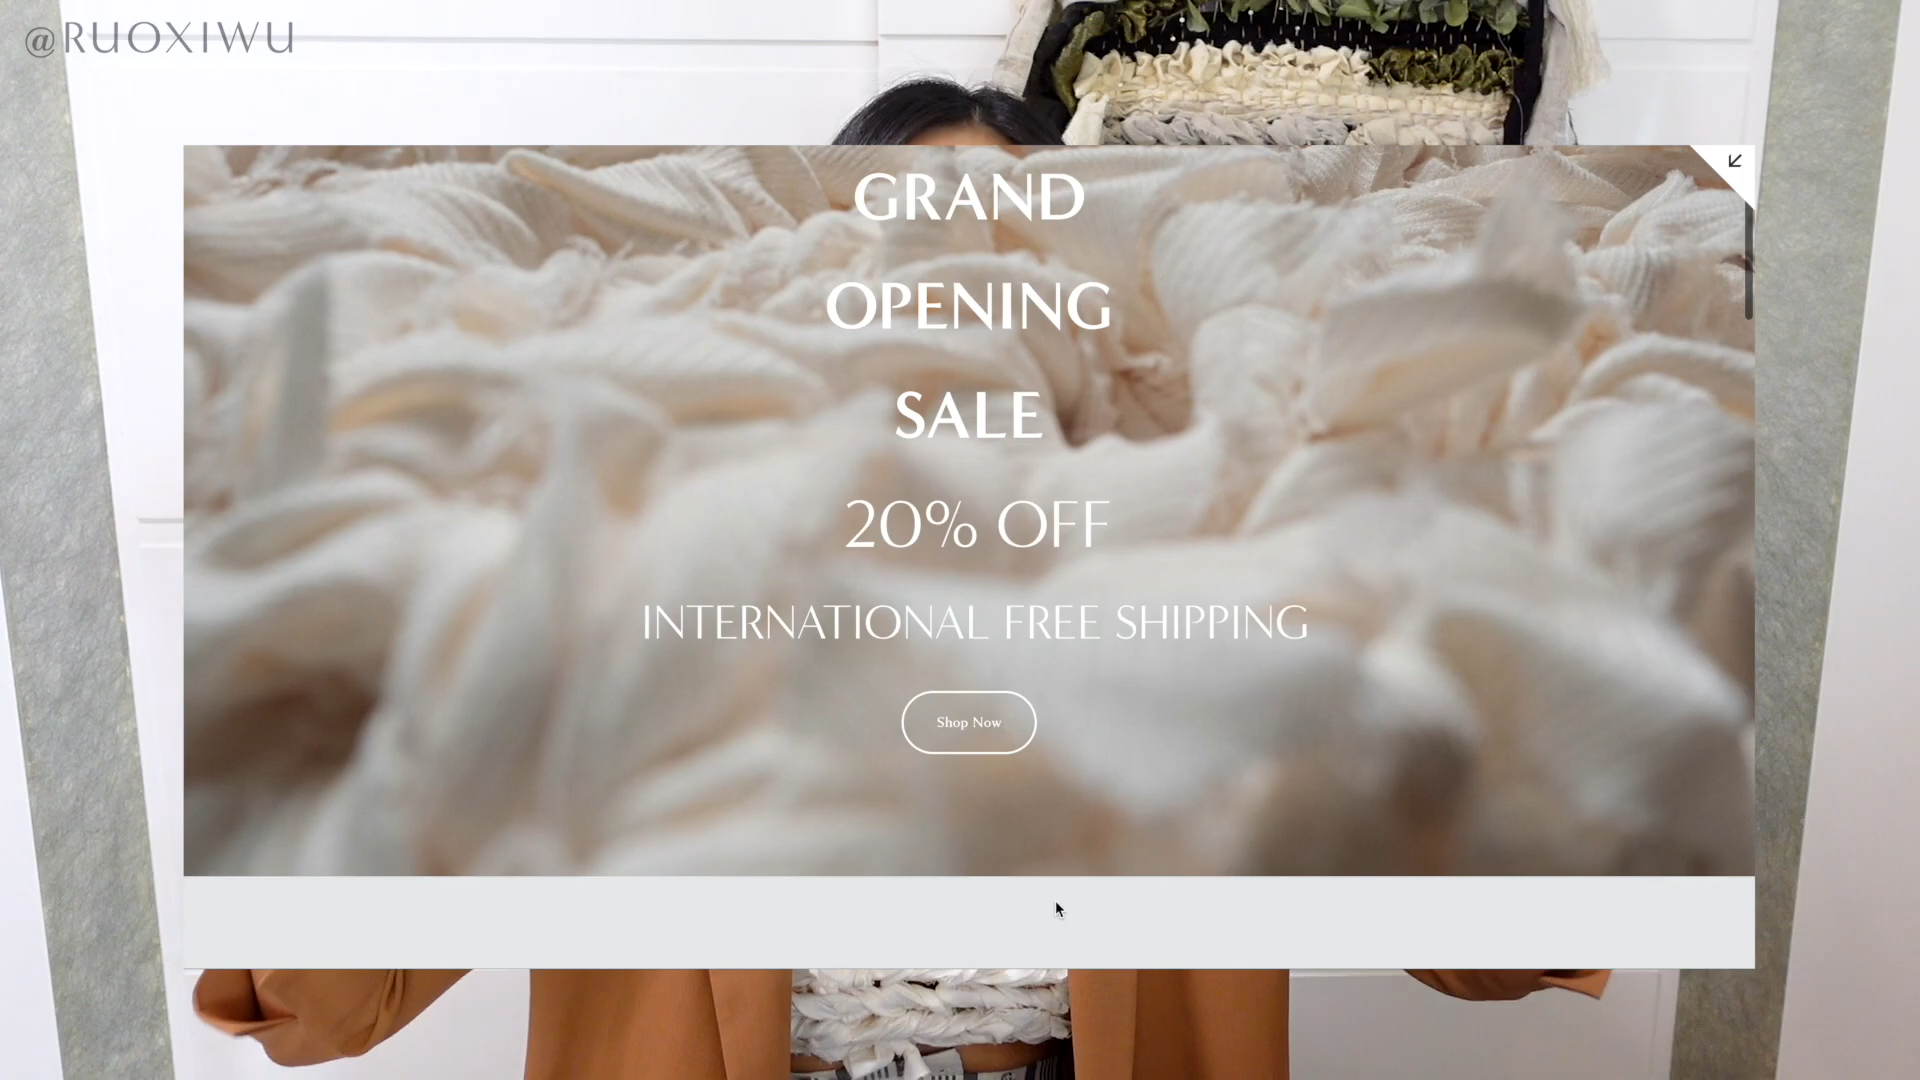 @RUOXIWU
GRAND
OPENING
SALE
20% OFF
INTERNATIONAL FREE SHIPPING
Shop Now